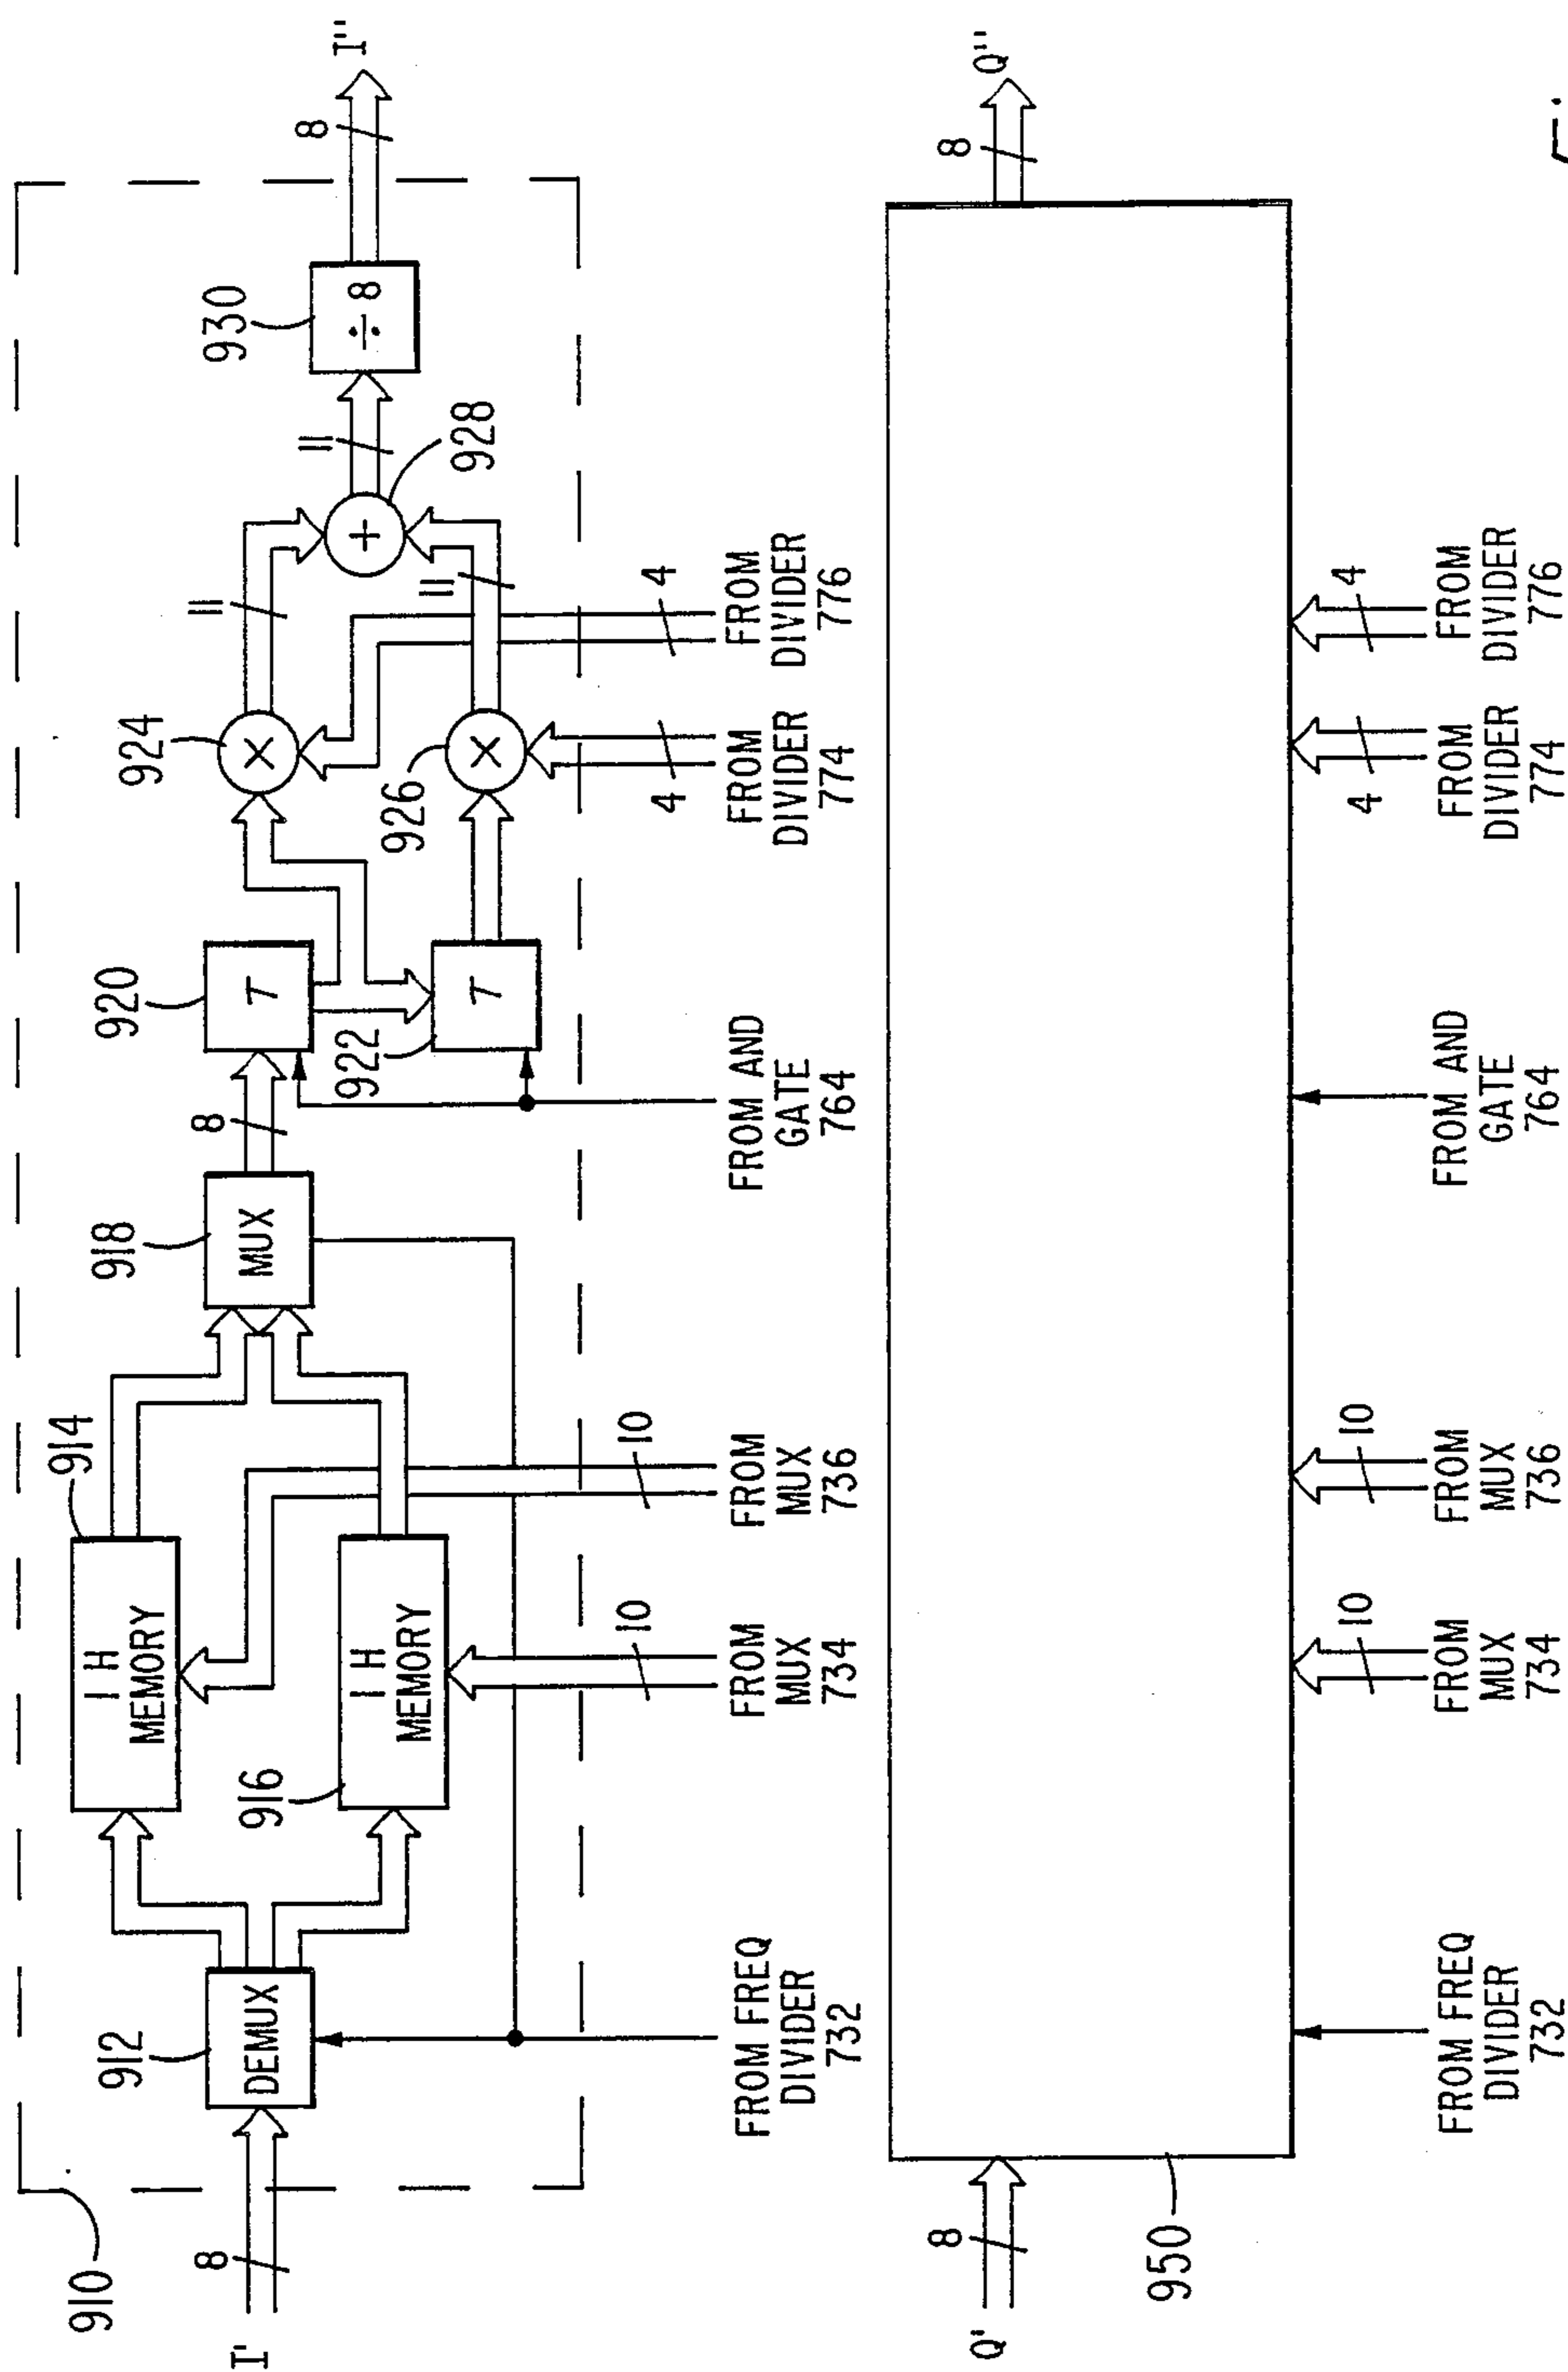 910
I'
8
912
DEMUX
914
1 H
MEMORY
916
1 H
MEMORY
918
MUX
8
920
T
922
T
924
×
926
×
11
11
+
928
11
930
÷ 8
8
I''
FROM FREQ
DIVIDER
732
10
FROM
MUX
734
10
FROM
MUX
736
FROM AND
GATE
764
4
FROM
DIVIDER
774
4
FROM
DIVIDER
776
Q'
8
950
8
Q''
FROM FREQ
DIVIDER
732
10
FROM
MUX
734
10
FROM
MUX
736
FROM AND
GATE
764
4
FROM
DIVIDER
774
4
FROM
DIVIDER
776